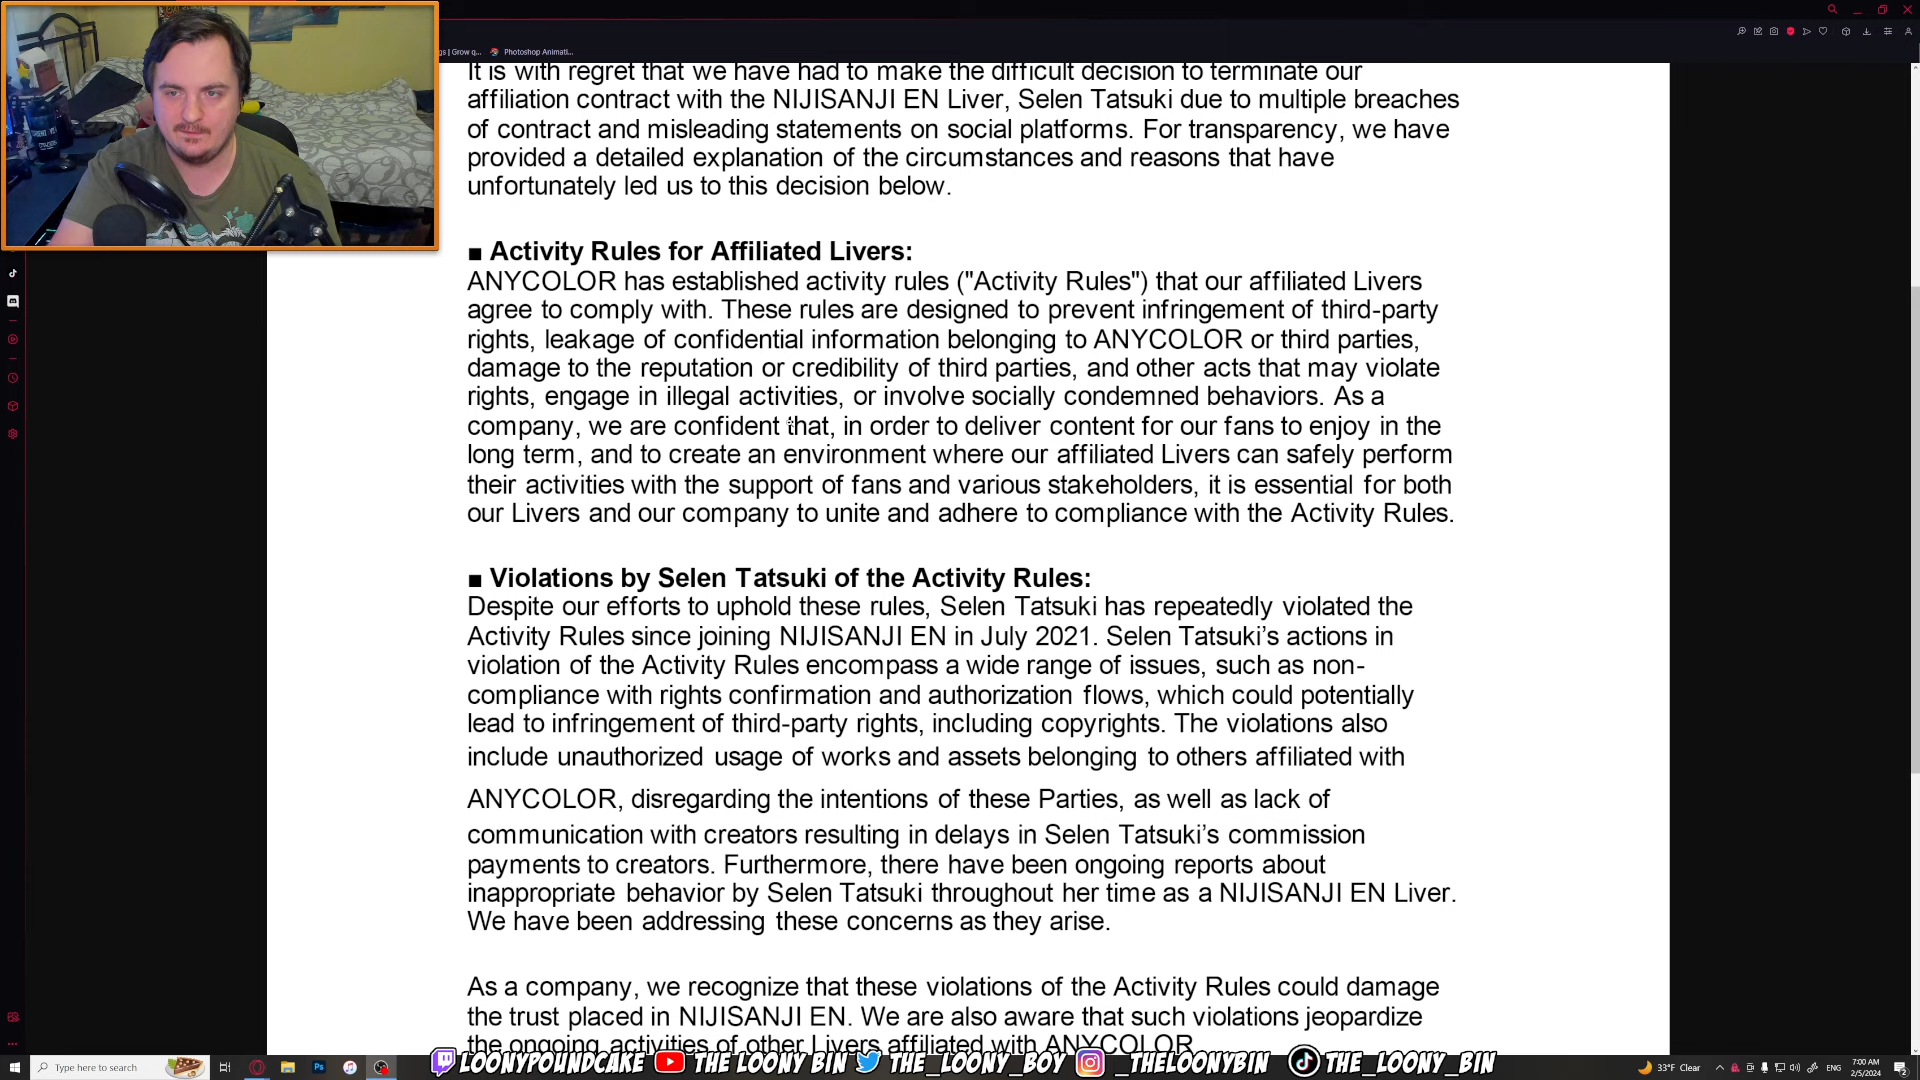 gs | Grow q...
Photoshop Animati...
It is with regret that we have had to make the difficult decision to terminate our
affiliation contract with the NIJISANJI EN Liver, Selen Tatsuki due to multiple breaches
of contract and misleading statements on social platforms. For transparency, we have
provided a detailed explanation of the circumstances and reasons that have
unfortunately led us to this decision below.
■ Activity Rules for Affiliated Livers:
ANYCOLOR has established activity rules ("Activity Rules") that our affiliated Livers
agree to comply with. These rules are designed to prevent infringement of third-party
rights, leakage of confidential information belonging to ANYCOLOR or third parties,
damage to the reputation or credibility of third parties, and other acts that may violate
rights, engage in illegal activities, or involve socially condemned behaviors. As a
company, we are confident that, in order to deliver content for our fans to enjoy in the
long term, and to create an environment where our affiliated Livers can safely perform
their activities with the support of fans and various stakeholders, it is essential for both
our Livers and our company to unite and adhere to compliance with the Activity Rules.
■ Violations by Selen Tatsuki of the Activity Rules:
Despite our efforts to uphold these rules, Selen Tatsuki has repeatedly violated the
Activity Rules since joining NIJISANJI EN in July 2021. Selen Tatsuki’s actions in
violation of the Activity Rules encompass a wide range of issues, such as non-
compliance with rights confirmation and authorization flows, which could potentially
lead to infringement of third-party rights, including copyrights. The violations also
include unauthorized usage of works and assets belonging to others affiliated with
ANYCOLOR, disregarding the intentions of these Parties, as well as lack of
communication with creators resulting in delays in Selen Tatsuki’s commission
payments to creators. Furthermore, there have been ongoing reports about
inappropriate behavior by Selen Tatsuki throughout her time as a NIJISANJI EN Liver.
We have been addressing these concerns as they arise.
As a company, we recognize that these violations of the Activity Rules could damage
the trust placed in NIJISANJI EN. We are also aware that such violations jeopardize
the ongoing activities of other Livers affiliated with ANYCOLOR.
Type here to search
LOONYPOUNDCAKE THE LOONY BIN THE_LOONY_BOY _THELOONYBIN THE_LOONY_BIN
33°F Clear
ENG
7:00 AM
2/5/2024